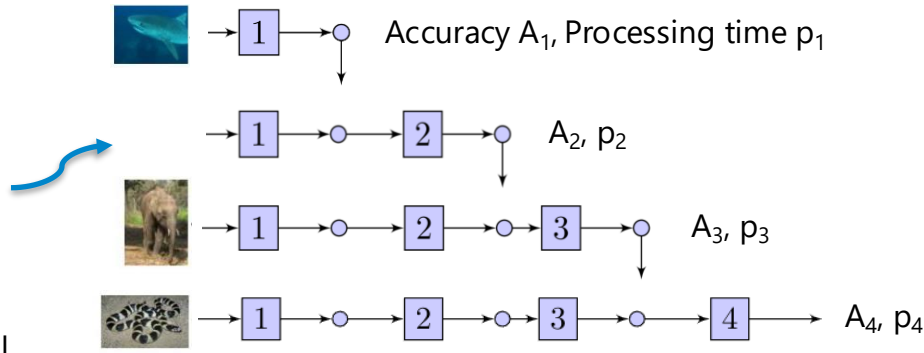 1 Accuracy A₁, Processing time p₁
1 2 A₂, p₂
1 2 3 A₃, p₃
1 2 3 4 A₄, p₄